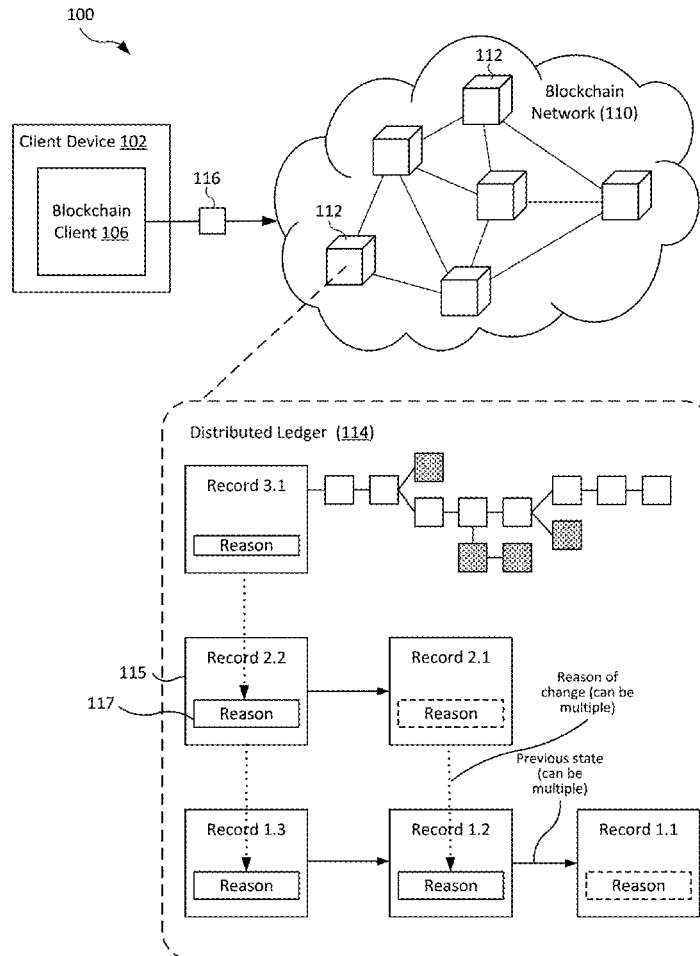 100
112
Blockchain
Network (110)
Client Device 102
116
Blockchain
Client 106
112
Distributed Ledger (114)
Record 3.1
Reason
115
Record 2.2
Record 2.1
117
Reason
Reason
Reason of
change (can be
multiple)
Previous state
(can be
multiple)
Record 1.3
Record 1.2
Record 1.1
Reason
Reason
Reason